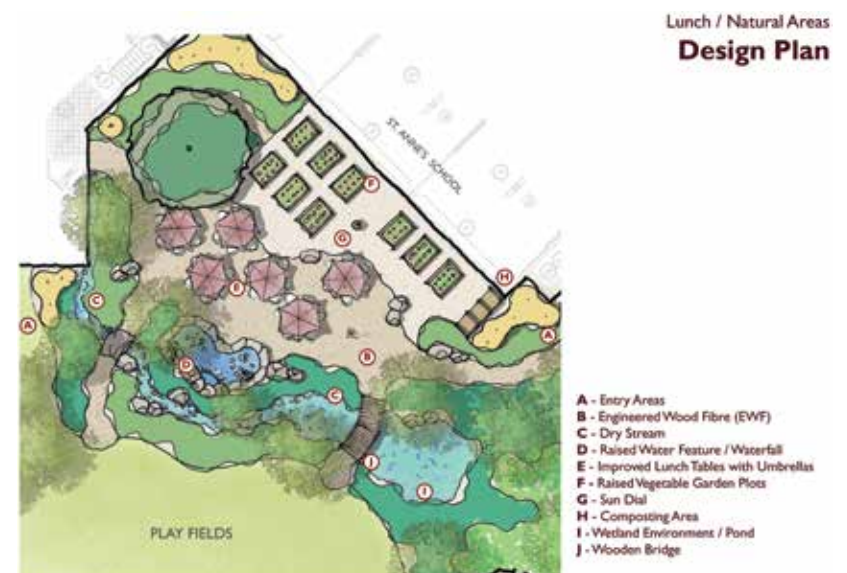 Lunch / Natural Areas
Design Plan
ST. ANNE'S SCHOOL
F
G
H
A
C
E
A
D
B
C
J
I
PLAY FIELDS
A - Entry Areas
B - Engineered Wood Fibre (EWF)
C - Dry Stream
D - Raised Water Feature / Waterfall
E - Improved Lunch Tables with Umbrellas
F - Raised Vegetable Garden Plots
G - Sun Dial
H - Composting Area
I - Wetland Environment / Pond
J - Wooden Bridge